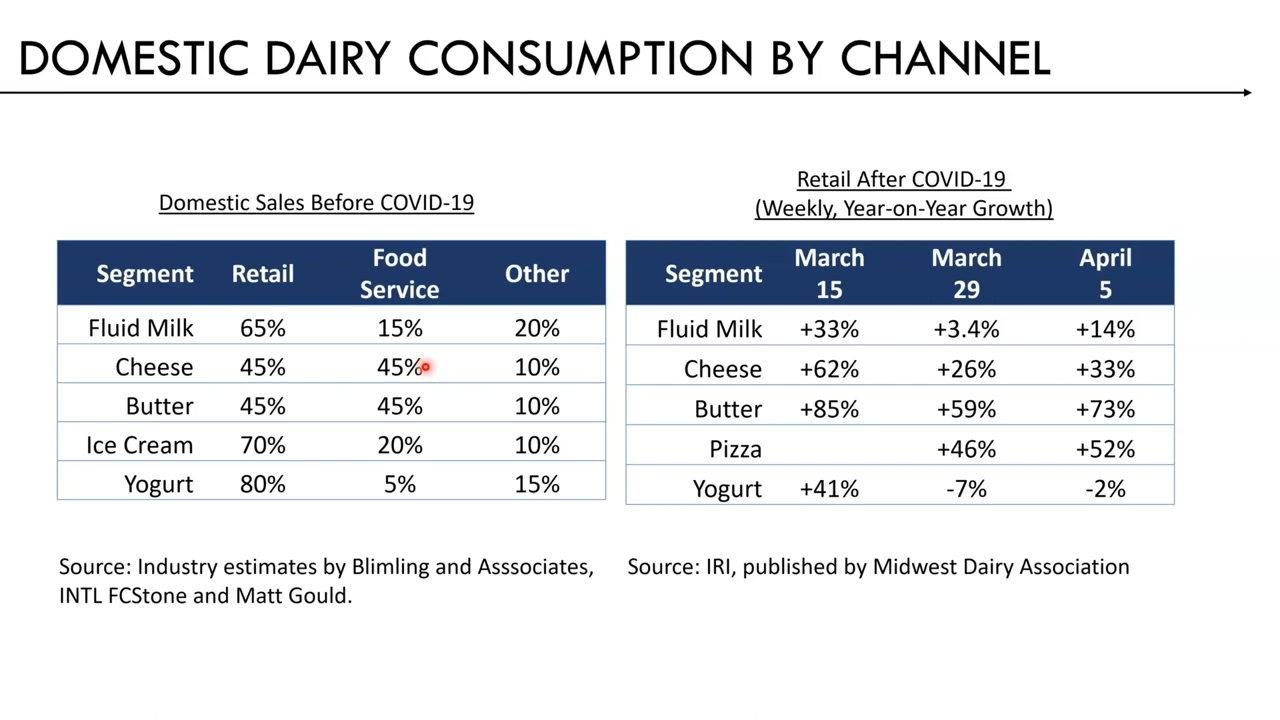 DOMESTIC DAIRY CONSUMPTION BY CHANNEL
Domestic Sales Before COVID-19
Segment Retail Food Service Other
Fluid Milk 65% 15% 20%
Cheese 45% 45% 10%
Butter 45% 45% 10%
Ice Cream 70% 20% 10%
Yogurt 80% 5% 15%
Source: Industry estimates by Blimling and Asssociates,
INTL FCStone and Matt Gould.
Retail After COVID-19
(Weekly, Year-on-Year Growth)
Segment March 15 March 29 April 5
Fluid Milk +33% +3.4% +14%
Cheese +62% +26% +33%
Butter +85% +59% +73%
Pizza +46% +52%
Yogurt +41% -7% -2%
Source: IRI, published by Midwest Dairy Association